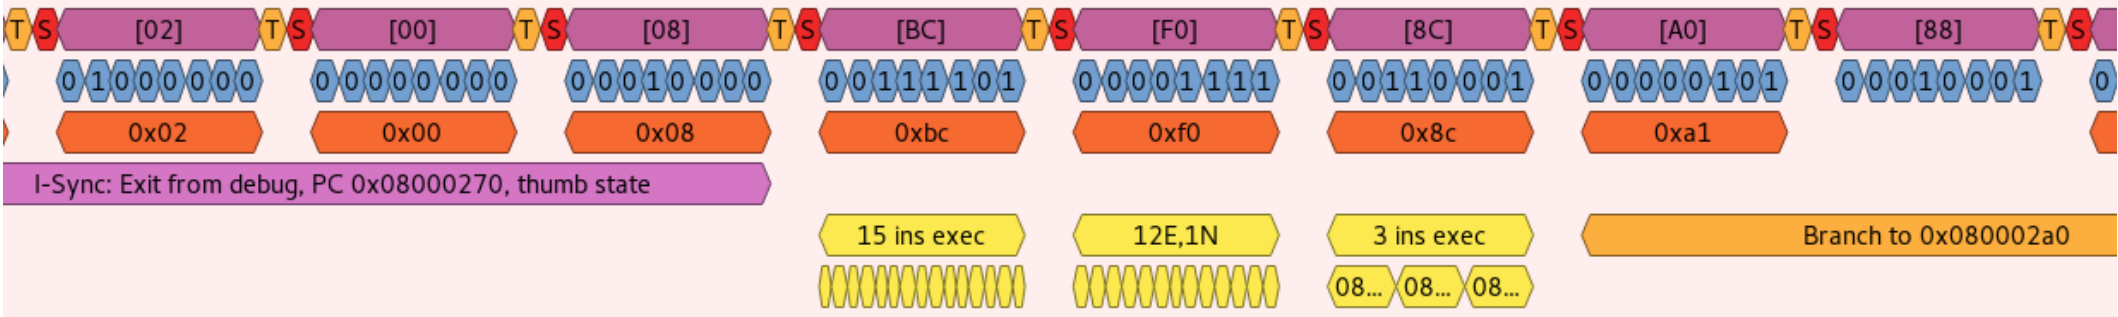 T S [02] T S [00] T S [08] T S [BC] T S [F0] T S [8C] T S [A0] T S [88] T S
0 1 0 0 0 0 0 0 0 0 0 0 0 0 0 0 0 0 0 1 0 0 0 0 0 0 1 1 1 1 0 1 0 0 0 0 1 1 1 1 0 0 1 1 0 0 0 1 0 0 0 0 0 1 0 1 0 0 0 1 0 0 0 1 0
0x02 0x00 0x08 0xbc 0xf0 0x8c 0xa1
I-Sync: Exit from debug, PC 0x08000270, thumb state
15 ins exec 12E,1N 3 ins exec Branch to 0x080002a0
08... 08... 08...